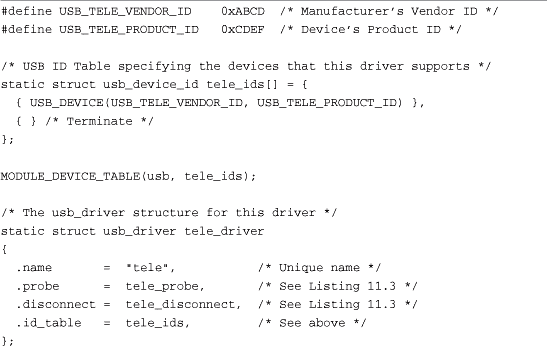 #define USB_TELE_VENDOR_ID    0xABCD  /* Manufacturer's Vendor ID */
#define USB_TELE_PRODUCT_ID   0xCDEF  /* Device's Product ID */

/* USB ID Table specifying the devices that this driver supports */
static struct usb_device_id tele_ids[] = {
  { USB_DEVICE(USB_TELE_VENDOR_ID, USB_TELE_PRODUCT_ID) },
  { } /* Terminate */
};

MODULE_DEVICE_TABLE(usb, tele_ids);

/* The usb_driver structure for this driver */
static struct usb_driver tele_driver
{
  .name       =  "tele",           /* Unique name */
  .probe      =  tele_probe,       /* See Listing 11.3 */
  .disconnect =  tele_disconnect,  /* See Listing 11.3 */
  .id_table   =  tele_ids,         /* See above */
};